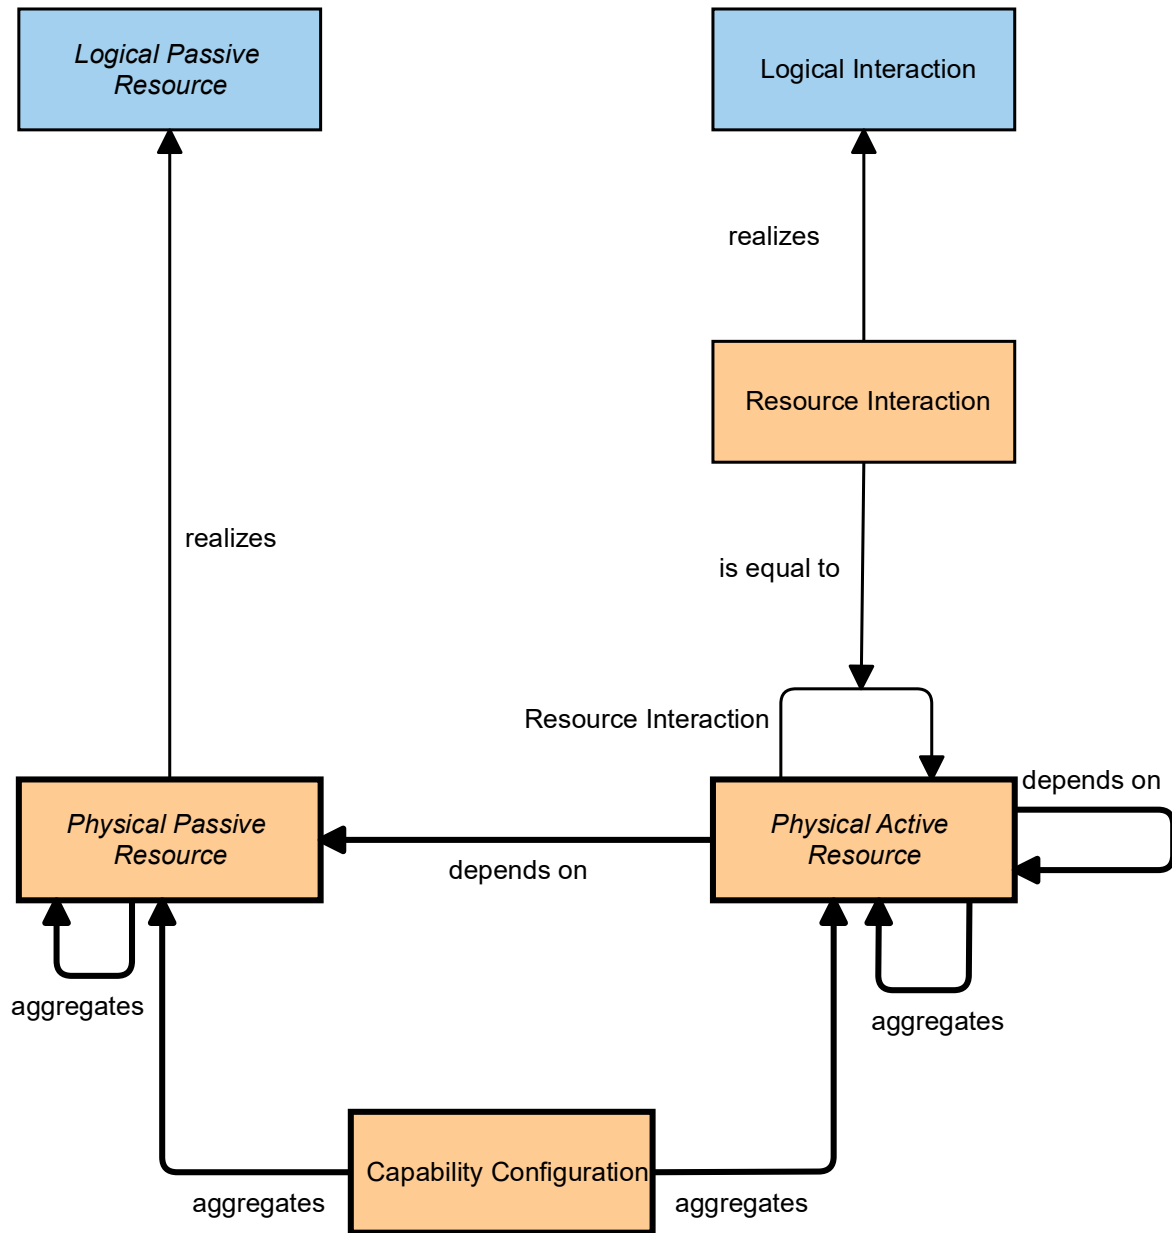 Logical Passive
Resource
Logical Interaction
realizes
Resource Interaction
realizes
is equal to
Resource Interaction
depends on
Physical Passive
Resource
Physical Active
Resource
depends on
aggregates
aggregates
Capability Configuration
aggregates
aggregates